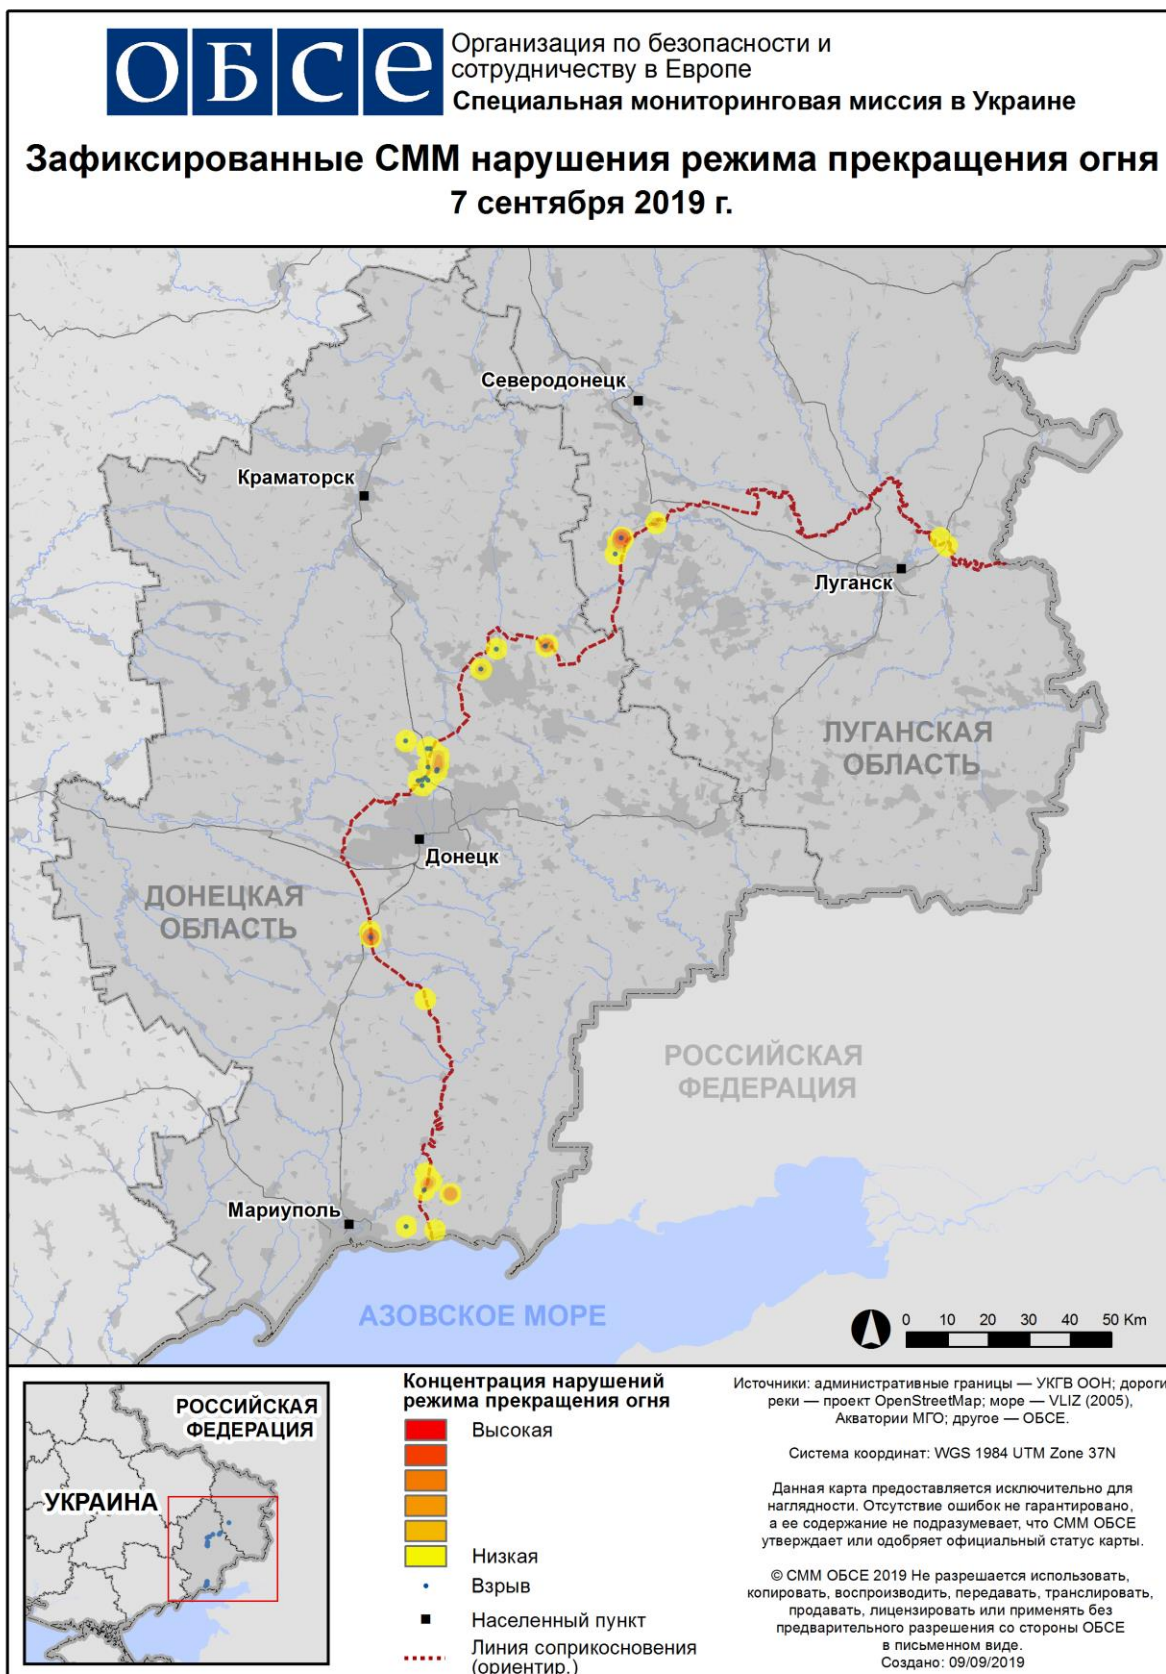 ОБСЕ
Организация по безопасности и
сотрудничеству в Европе
Специальная мониторинговая миссия в Украине
Зафиксированные СММ нарушения режима прекращения огня
7 сентября 2019 г.
Северодонецк
Краматорск
Луганск
ЛУГАНСКАЯ
ОБЛАСТЬ
Донецк
ДОНЕЦКАЯ
ОБЛАСТЬ
РОССИЙСКАЯ
ФЕДЕРАЦИЯ
Мариуполь
АЗОВСКОЕ МОРЕ
0 10 20 30 40 50 Km
РОССИЙСКАЯ
ФЕДЕРАЦИЯ
УКРАИНА
Концентрация нарушений
режима прекращения огня
Высокая
Низкая
Взрыв
Населенный пункт
Линия соприкосновения
(ориентир.)
Источники: административные границы — УКГВ ООН; дороги,
реки — проект OpenStreetMap; море — VLIZ (2005),
Акватории МГО; другое — ОБСЕ.
Система координат: WGS 1984 UTM Zone 37N
Данная карта предоставляется исключительно для
наглядности. Отсутствие ошибок не гарантировано,
а ее содержание не подразумевает, что СММ ОБСЕ
утверждает или одобряет официальный статус карты.
© СММ ОБСЕ 2019 Не разрешается использовать,
копировать, воспроизводить, передавать, транслировать,
продавать, лицензировать или применять без
предварительного разрешения со стороны ОБСЕ
в письменном виде.
Создано: 09/09/2019